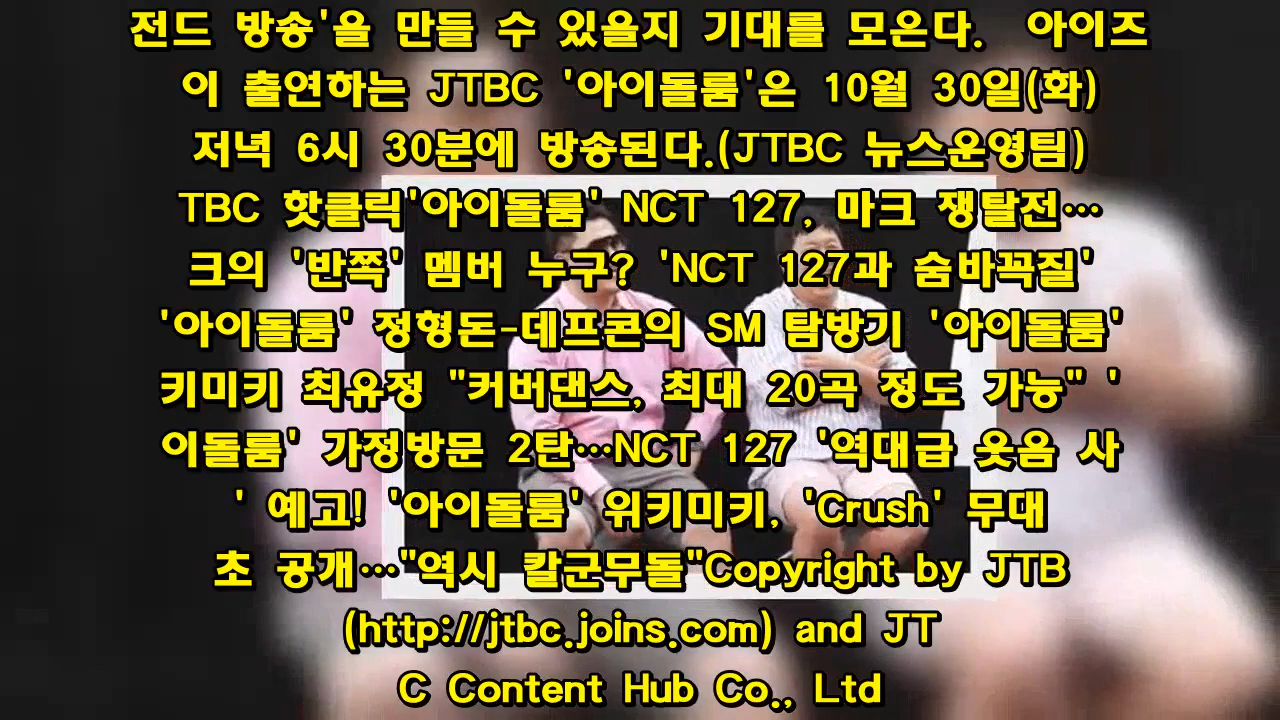 전드 방송'을 만들 수 있을지 기대를 모은다. 아이즈
이 출연하는 JTBC '아이돌룸'은 10월 30일(화)
저녁 6시 30분에 방송된다.(JTBC 뉴스운영팀)
TBC 핫클릭'아이돌룸' NCT 127, 마크 쟁탈전…
크의 '반쪽' 멤버 누구? 'NCT 127과 숨바꼭질'
'아이돌룸' 정형돈-데프콘의 SM 탐방기 '아이돌룸'
키미키 최유정 "커버댄스, 최대 20곡 정도 가능" '
이돌룸' 가정방문 2탄…NCT 127 '역대급 웃음 사
' 예고! '아이돌룸' 위키미키, 'Crush' 무대
초 공개…"역시 칼군무돌"Copyright by JTB
(http://jtbc.joins.com) and JT
C Content Hub Co., Ltd